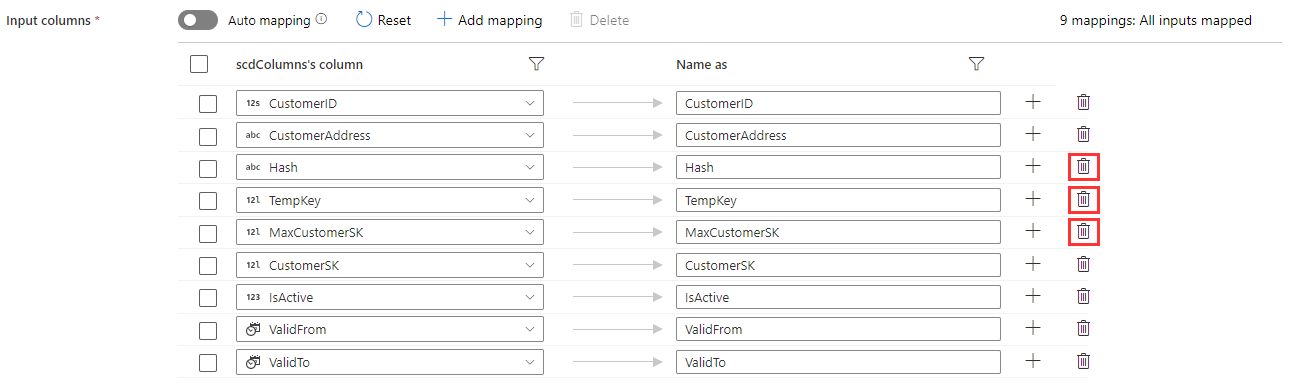 Input columns * Auto mapping Reset Add mapping Delete 9 mappings: All inputs mapped
scdColumns's column Name as
12s CustomerID CustomerID
abc CustomerAddress CustomerAddress
abc Hash Hash
12l TempKey TempKey
12l MaxCustomerSK MaxCustomerSK
12l CustomerSK CustomerSK
123 IsActive IsActive
ValidFrom ValidFrom
ValidTo ValidTo